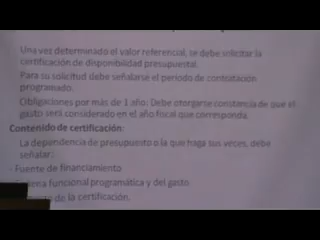 Una vez determinado el valor referencial, se debe solicitar la
certificación de disponibilidad presupuestal.
Para su solicitud debe señalarse el periodo de contratación
programado.
Obligaciones por más de 1 año: Debe otorgarse constancia de que el
gasto será considerado en el año fiscal que corresponda.
Contenido de certificación:
La dependencia de presupuesto o la que haga sus veces, debe
señalar:
- Fuente de financiamiento
funcional programática y del gasto
de la certificación.